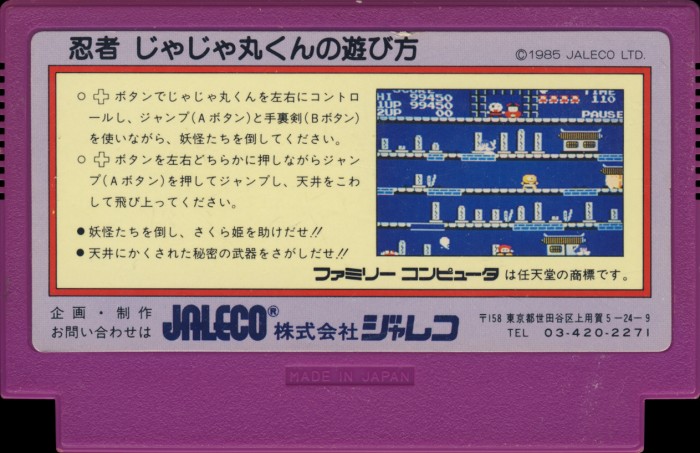 忍者 じゃじゃ丸くんの遊び方
©1985 JALECO LTD.
○ ✚ ボタンでじゃじゃ丸くんを左右にコントロ
ールし、ジャンプ(Aボタン)と手裏剣(Bボタン)
を使いながら、妖怪たちを倒してください。
○ ✚ ボタンを左右どちらかに押しながらジャン
プ(Aボタン)を押してジャンプし、天井をこわ
して飛び上ってください。
● 妖怪たちを倒し、さくら姫を助けだせ!!
● 天井にかくされた秘密の武器をさがしだせ!!
SCORE
HI 99450
1UP 99450
2UP 00
TIME
110
PAUSE
ファミリー コンピュータ は任天堂の商標です。
企画・制作
お問い合わせは
JALECO® 株式会社 ジャレコ
〒158 東京都世田谷区上用賀5-24-9
TEL 03-420-2271
MADE IN JAPAN